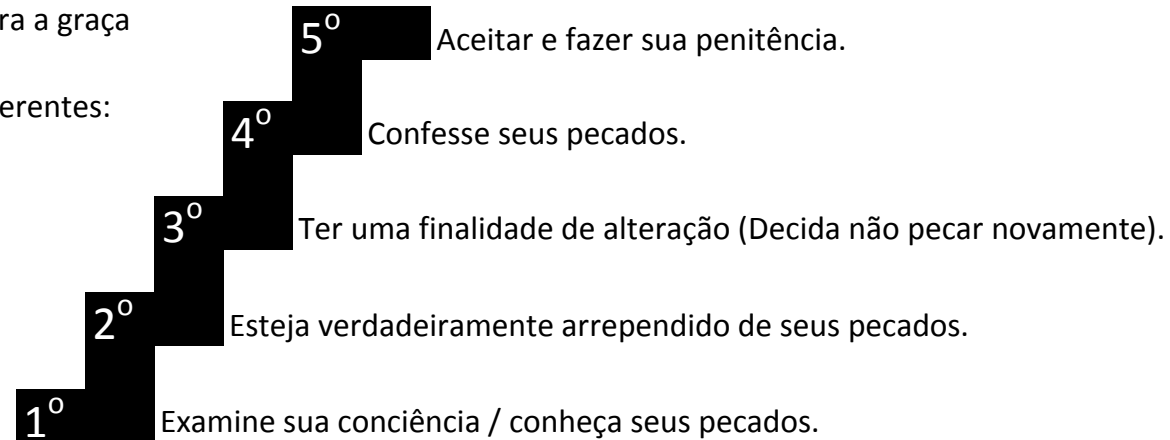 ra a graça
5º Aceitar e fazer sua penitência.
erentes:
4º Confesse seus pecados.
3º Ter uma finalidade de alteração (Decida não pecar novamente).
2º Esteja verdadeiramente arrependido de seus pecados.
1º Examine sua conciência / conheça seus pecados.